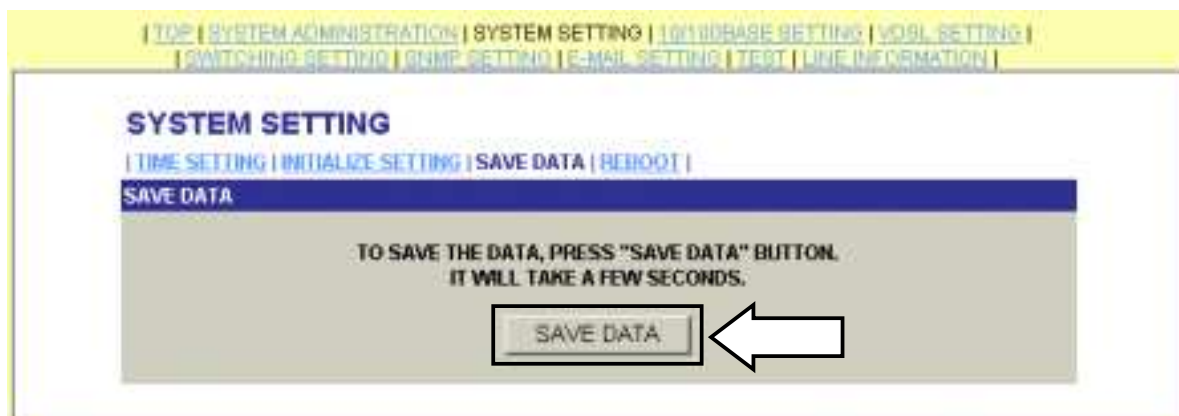 | TOP | SYSTEM ADMINISTRATION | SYSTEM SETTING | 10/100BASE SETTING | VDSL SETTING |
| SWITCHING SETTING | SNMP SETTING | E-MAIL SETTING | TEST | LINE INFORMATION |
SYSTEM SETTING
| TIME SETTING | INITIALIZE SETTING | SAVE DATA | REBOOT |
SAVE DATA
TO SAVE THE DATA, PRESS "SAVE DATA" BUTTON.
IT WILL TAKE A FEW SECONDS.
SAVE DATA